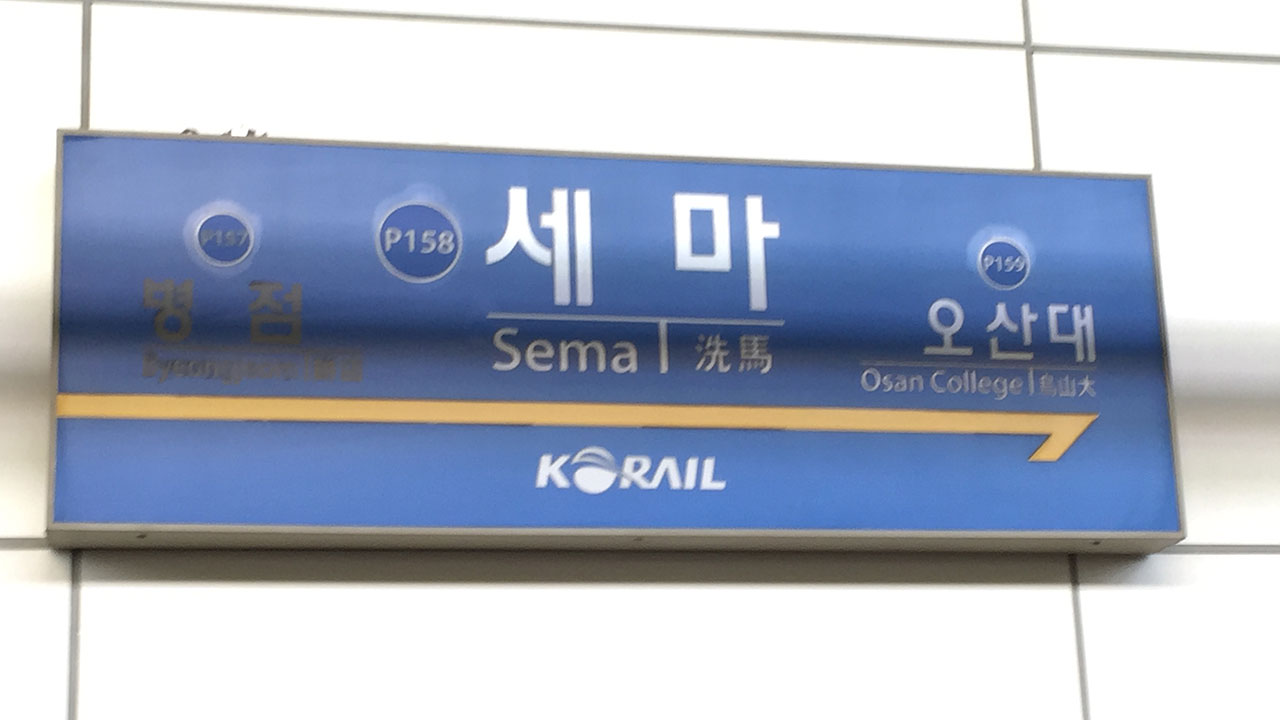 P157
병점
P158
세마
Sema | 洗馬
P159
오산대
Osan College | 烏山大
KORAIL